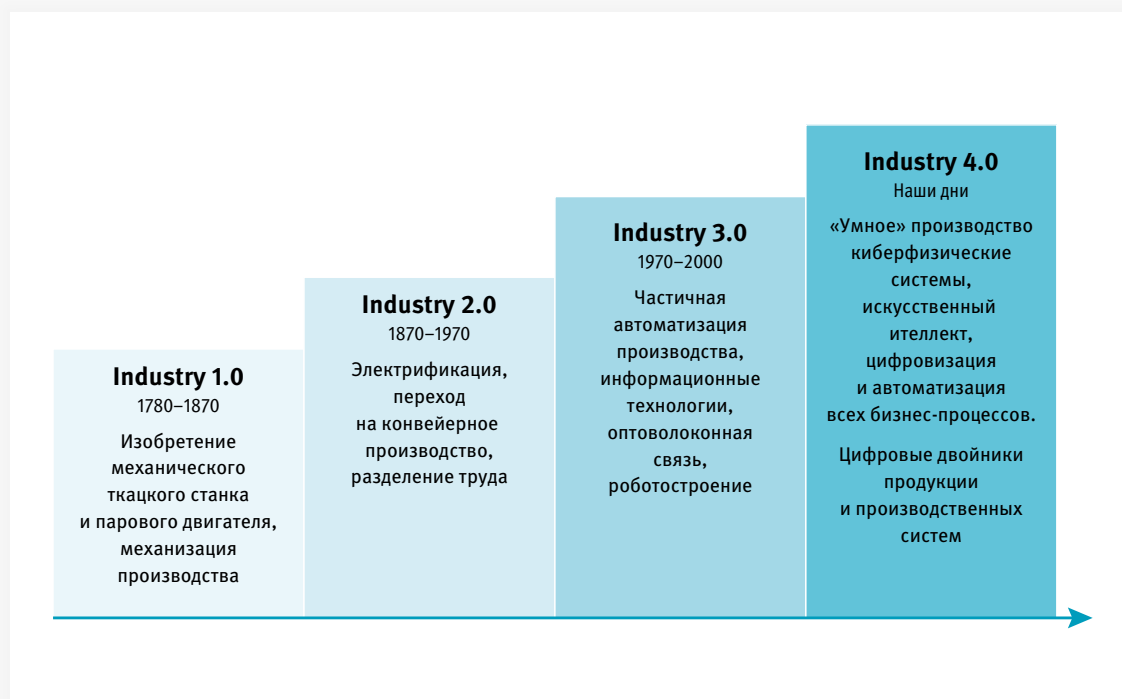 Industry 1.0
1780–1870
Изобретение
механического
ткацкого станка
и парового двигателя,
механизация
производства
Industry 2.0
1870–1970
Электрификация,
переход
на конвейерное
производство,
разделение труда
Industry 3.0
1970–2000
Частичная
автоматизация
производства,
информационные
технологии,
оптоволоконная
связь,
роботостроение
Industry 4.0
Наши дни
«Умное» производство
киберфизические
системы,
искусственный
ителлект,
цифровизация
и автоматизация
всех бизнес-процессов.
Цифровые двойники
продукции
и производственных
систем